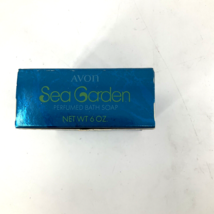 AVON
Sea Garden
PERFUMED BATH SOAP
NET WT 6 OZ